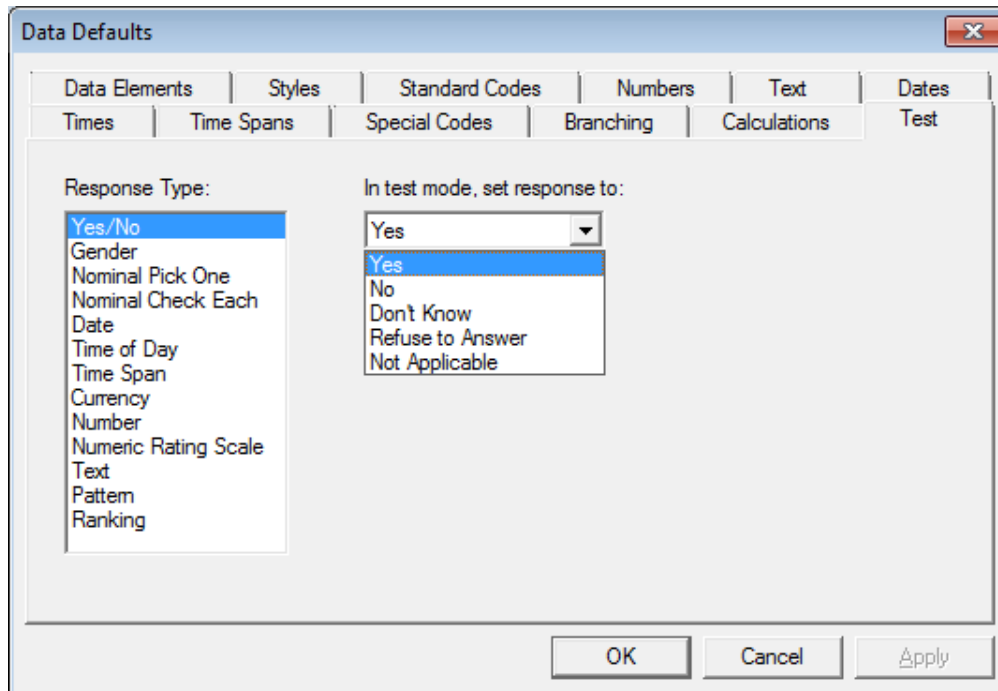 Data Defaults
Data Elements Styles Standard Codes Numbers Text Dates
Times Time Spans Special Codes Branching Calculations Test
Response Type:
Yes/No
Gender
Nominal Pick One
Nominal Check Each
Date
Time of Day
Time Span
Currency
Number
Numeric Rating Scale
Text
Pattern
Ranking
In test mode, set response to:
Yes
Yes
No
Don't Know
Refuse to Answer
Not Applicable
OK Cancel Apply